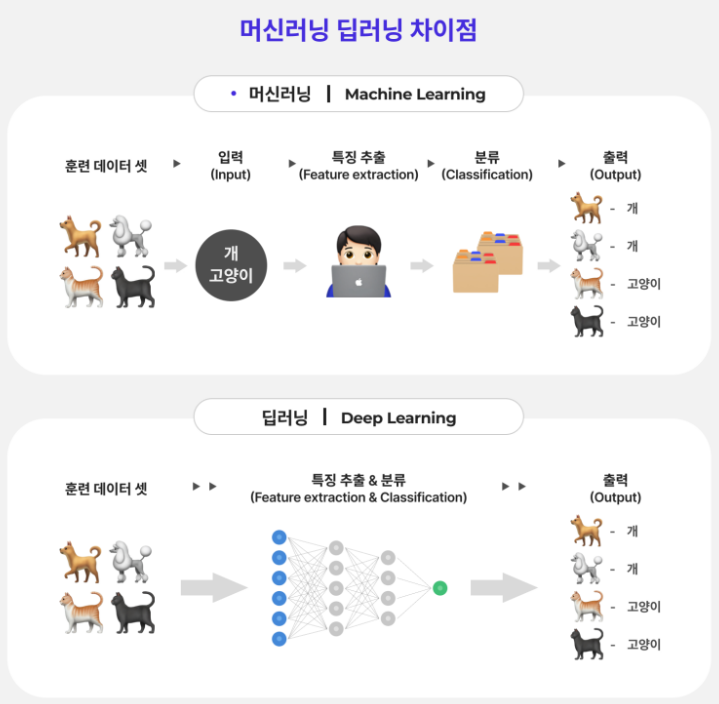 머신러닝 딥러닝 차이점
• 머신러닝 | Machine Learning
훈련 데이터 셋 ▶ 입력 ▶ 특징 추출 ▶ 분류 ▶ 출력
(Input) (Feature extraction) (Classification) (Output)
개
고양이
- 개
- 개
- 고양이
- 고양이
딥러닝 | Deep Learning
훈련 데이터 셋 ▶ ▶ 특징 추출 & 분류 ▶ ▶ 출력
(Feature extraction & Classification) (Output)
- 개
- 개
- 고양이
- 고양이